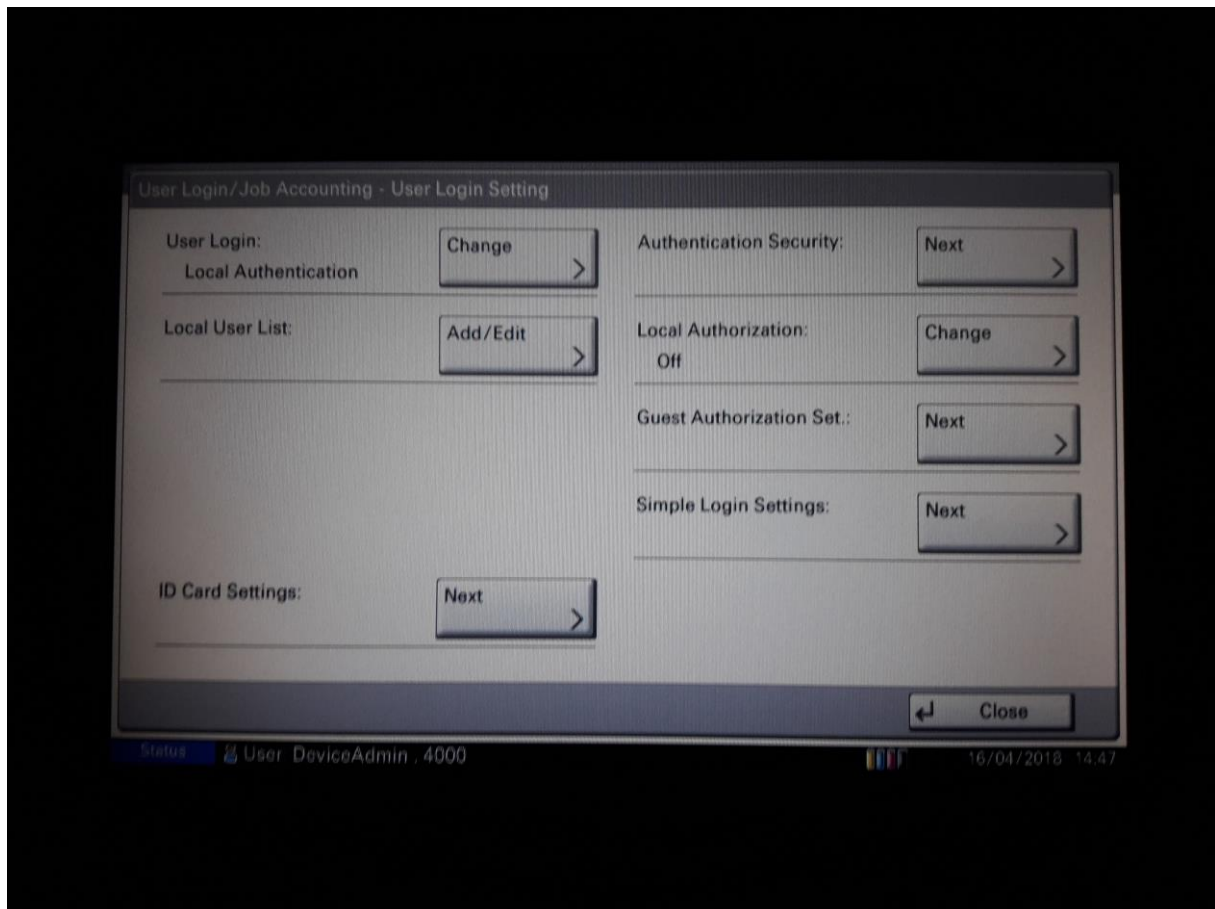 User Login/Job Accounting - User Login Setting
User Login:
Local Authentication
Change
Local User List:
Add/Edit
ID Card Settings:
Next
Authentication Security:
Next
Local Authorization:
Off
Change
Guest Authorization Set.:
Next
Simple Login Settings:
Next
Close
Status
User DeviceAdmin , 4000
16/04/2018 14:47